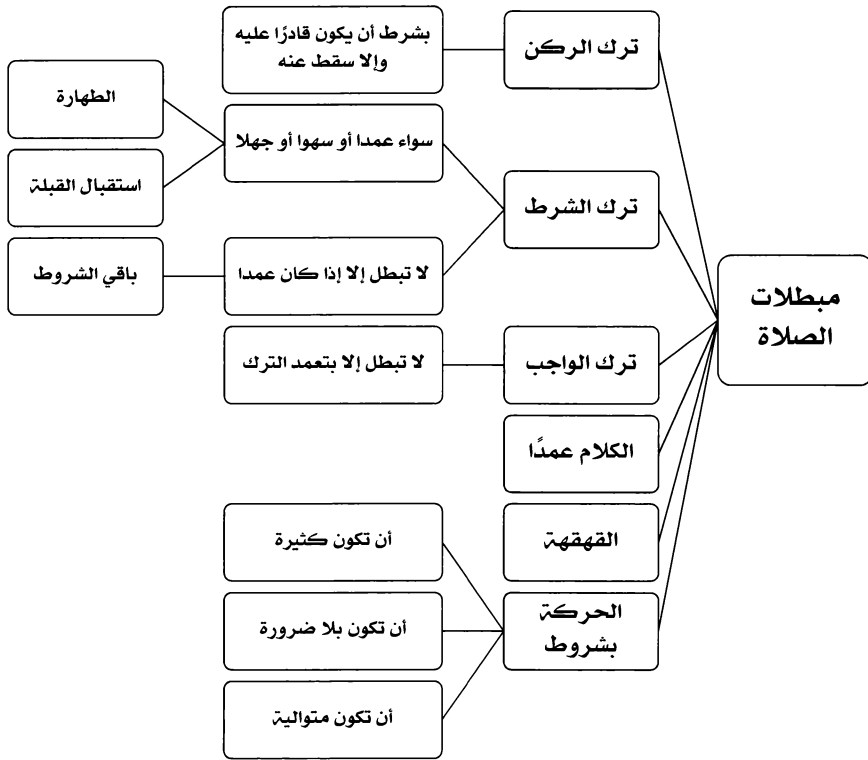 مبطلات
الصلاة
ترك الركن
بشرط أن يكون قادرًا عليه
وإلا سقط عنه
ترك الشرط
سواء عمدا أو سهوا أو جهلا
الطهارة
استقبال القبلة
لا تبطل إلا إذا كان عمدا
باقي الشروط
ترك الواجب
لا تبطل إلا بتعمد الترك
الكلام عمدًا
القهقهة
الحركة
بشروط
أن تكون كثيرة
أن تكون بلا ضرورة
أن تكون متوالية